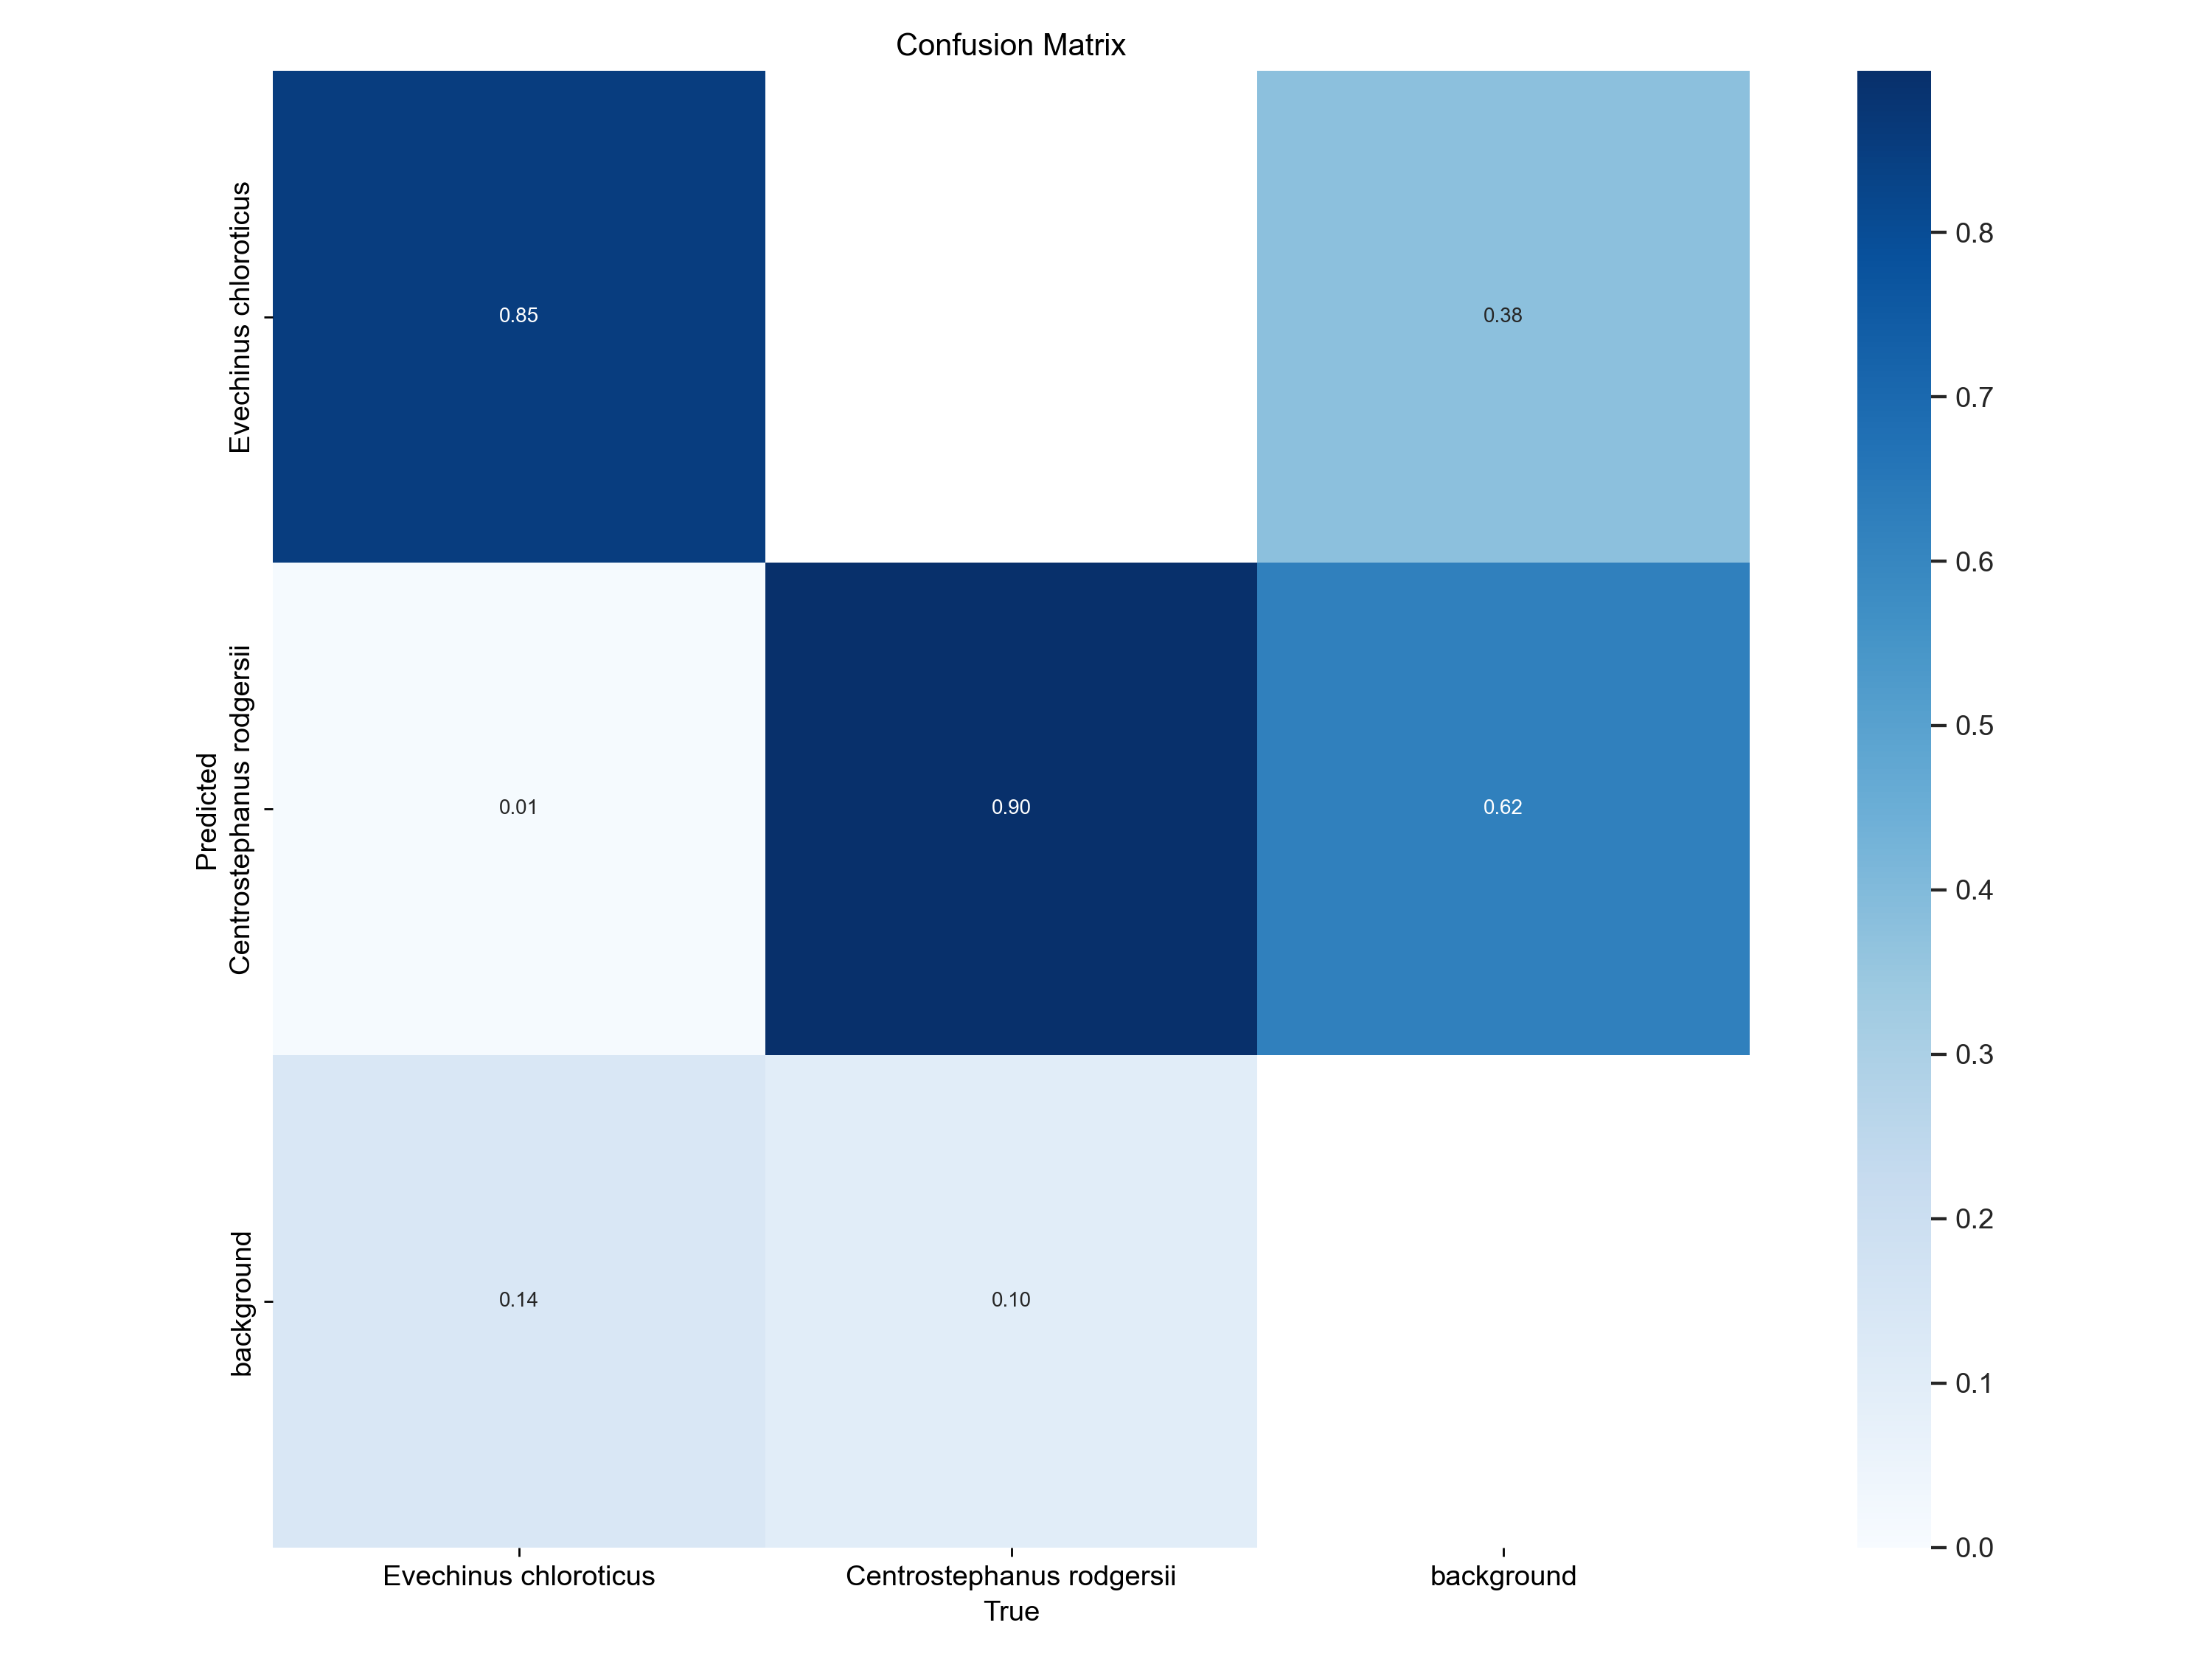 Confusion Matrix
Evechinus chloroticus
0.85
0.38
Predicted
Centrostephanus rodgersii
0.01
0.90
0.62
background
0.14
0.10
Evechinus chloroticus
Centrostephanus rodgersii
background
True
0.8
0.7
0.6
0.5
0.4
0.3
0.2
0.1
0.0